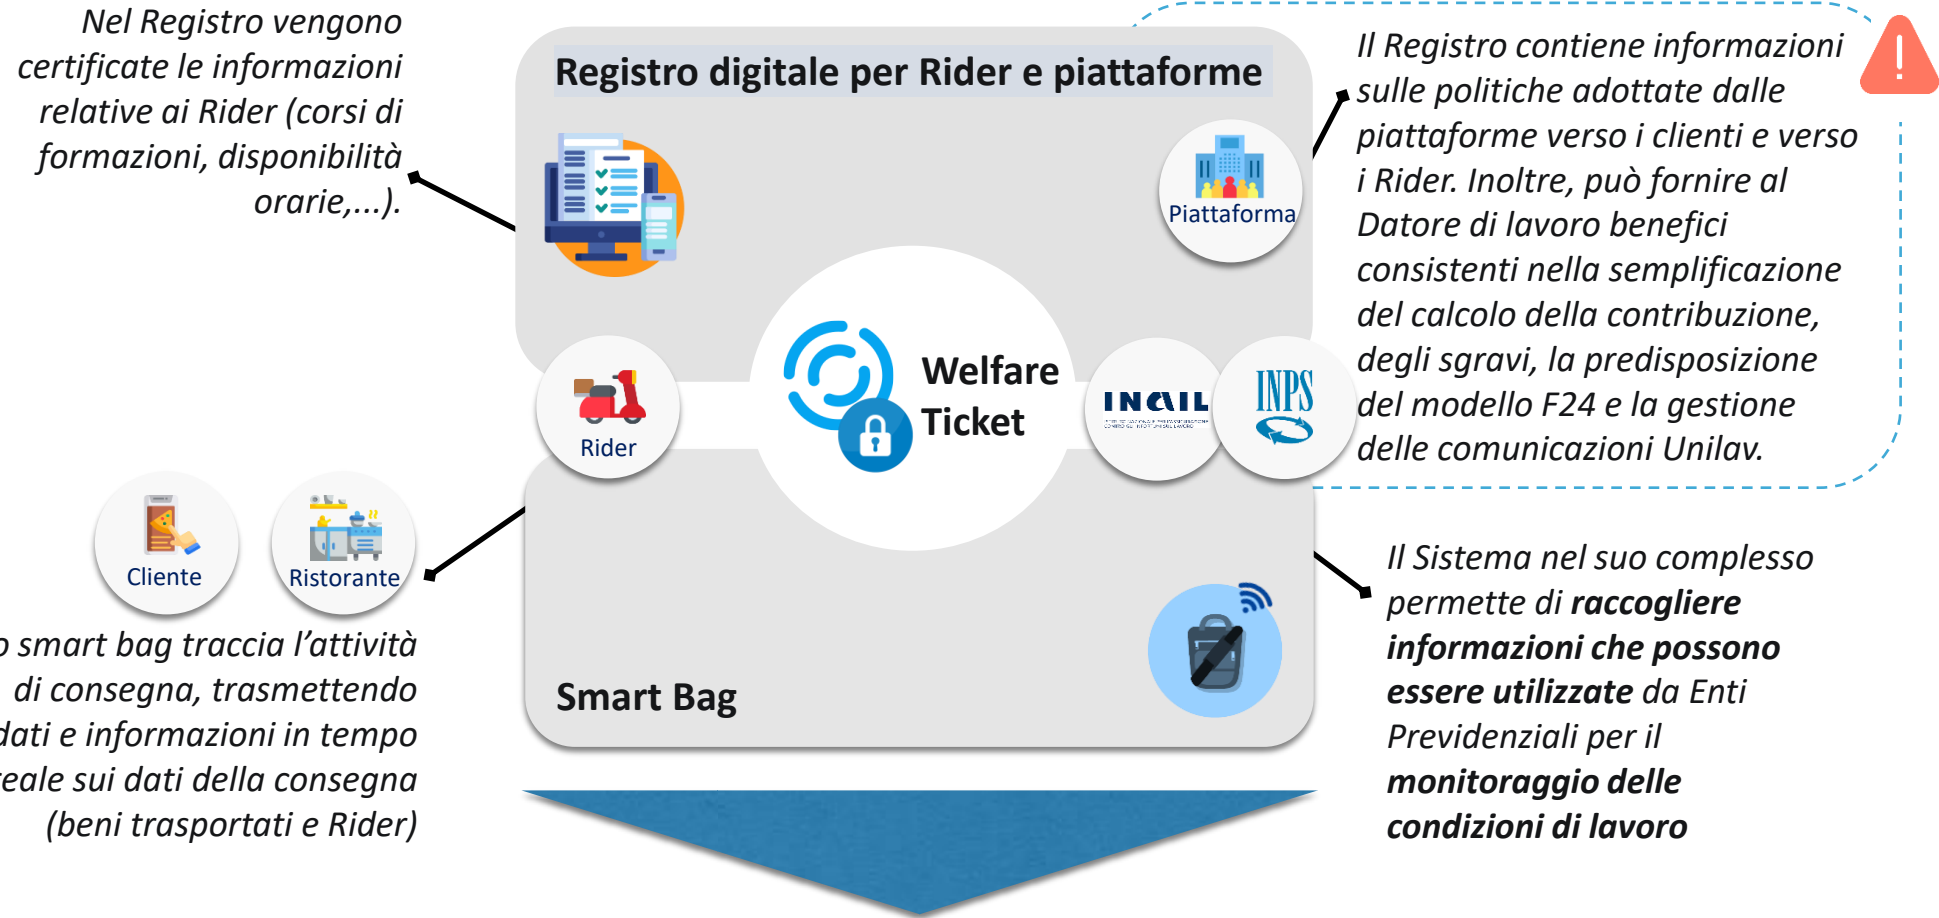 Nel Registro vengono
certificate le informazioni
relative ai Rider (corsi di
formazioni, disponibilità
orarie,...).
Registro digitale per Rider e piattaforme
Piattaforma
Il Registro contiene informazioni
sulle politiche adottate dalle
piattaforme verso i clienti e verso
i Rider. Inoltre, può fornire al
Datore di lavoro benefici
consistenti nella semplificazione
del calcolo della contribuzione,
degli sgravi, la predisposizione
del modello F24 e la gestione
delle comunicazioni Unilav.
Welfare
Ticket
Rider
INAIL
INPS
Cliente
Ristorante
o smart bag traccia l’attività
di consegna, trasmettendo
dati e informazioni in tempo
reale sui dati della consegna
(beni trasportati e Rider)
Smart Bag
Il Sistema nel suo complesso
permette di raccogliere
informazioni che possono
essere utilizzate da Enti
Previdenziali per il
monitoraggio delle
condizioni di lavoro